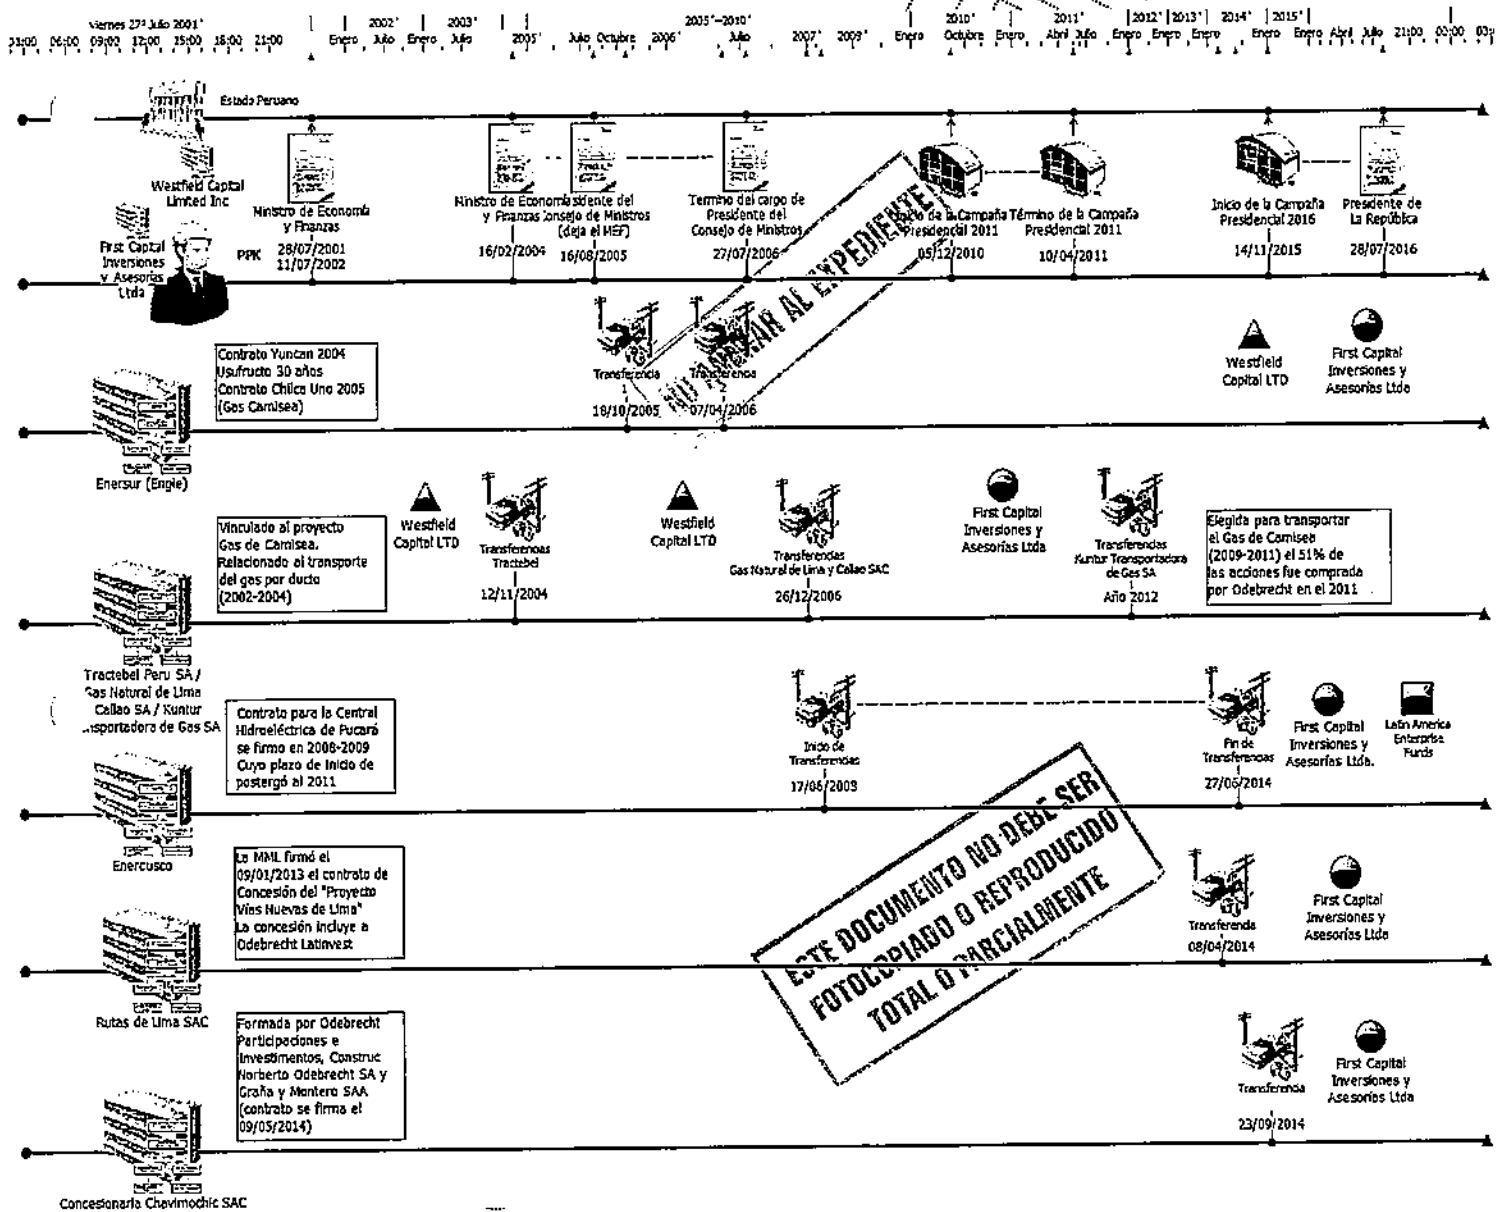 viernes 27ª Julio 2001'
03:00 06:00 09:00 12:00 15:00 18:00 21:00
2002' 2003' 2005'-2010' 2010' 2011' 2012' 2013' 2014' 2015'
Enero Julio Enero Julio 2005' Julio Octubre 2006' Julio 2007' 2009' Enero Octubre Enero Abril Julio Enero Enero Enero Enero Enero Abril Julio 21:00 00:00
Estado Peruano
Westfield Capital
Limited Inc
First Capital
Inversiones
y Asesorias
Ltda
PPK
Ministro de Economía
y Finanzas
28/07/2001
11/07/2002
Ministro de Economía
y Finanzas
16/02/2004
sidente del
onsejo de Ministros
(deja el MEF)
16/08/2005
Termino del cargo de
Presidente del
Consejo de Ministros
27/07/2006
Inicio de la Campaña
Presidencial 2011
05/12/2010
Término de la Campaña
Presidencial 2011
10/04/2011
Inicio de la Campaña
Presidencial 2016
14/11/2015
Presidente de
La República
28/07/2016
AL EXPEDIENTE
Contrato Yuncan 2004
Usufructo 30 años
Contrato Chilca Uno 2005
(Gas Camisea)
Enersur (Engie)
Transferencia
1
18/10/2005
Transferencia
2
07/04/2006
Westfield
Capital LTD
First Capital
Inversiones y
Asesorías Ltda
Vinculado al proyecto
Gas de Camisea.
Relacionado al transporte
del gas por ducto
(2002-2004)
Westfield
Capital LTD
Transferencias
Tractebel
12/11/2004
Westfield
Capital LTD
Transferencias
Gas Natural de Lima y Callao SAC
26/12/2006
First Capital
Inversiones y
Asesorías Ltda
Transferencias
Kuntur Transportadora
de Gas SA
Año 2012
Elegida para transportar
el Gas de Camisea
(2009-2011) el 51% de
las acciones fue comprada
por Odebrecht en el 2011
Tractebel Peru SA /
Gas Natural de Lima
Callao SA / Kuntur
nsportadora de Gas SA
Contrato para la Central
Hidroeléctrica de Pucará
se firmo en 2008-2009
Cuyo plazo de inicio de
postergó al 2011
Enercusco
Inicio de
Transferencias
Fin de
Transferencias
27/06/2014
First Capital
Inversiones y
Asesorías Ltda.
Latin America
Enterprise
Funds
La MML firmó el
09/01/2013 el contrato de
Concesión del "Proyecto
Vías Nuevas de Lima"
La concesión incluye a
Odebrecht Latinvest
Rutas de Lima SAC
ESTE DOCUMENTO NO DEBE SER
FOTOCOPIADO O REPRODUCIDO
TOTAL O PARCIALMENTE
Transferencia
08/04/2014
First Capital
Inversiones y
Asesorías Ltda
Formada por Odebrecht
Participaciones e
Investimentos, Construc
Norberto Odebrecht SA y
Graña y Montero SAA
(contrato se firma el
09/05/2014)
Concesionaria Chavimochic SAC
Transferencia
23/09/2014
First Capital
Inversiones y
Asesorías Ltda